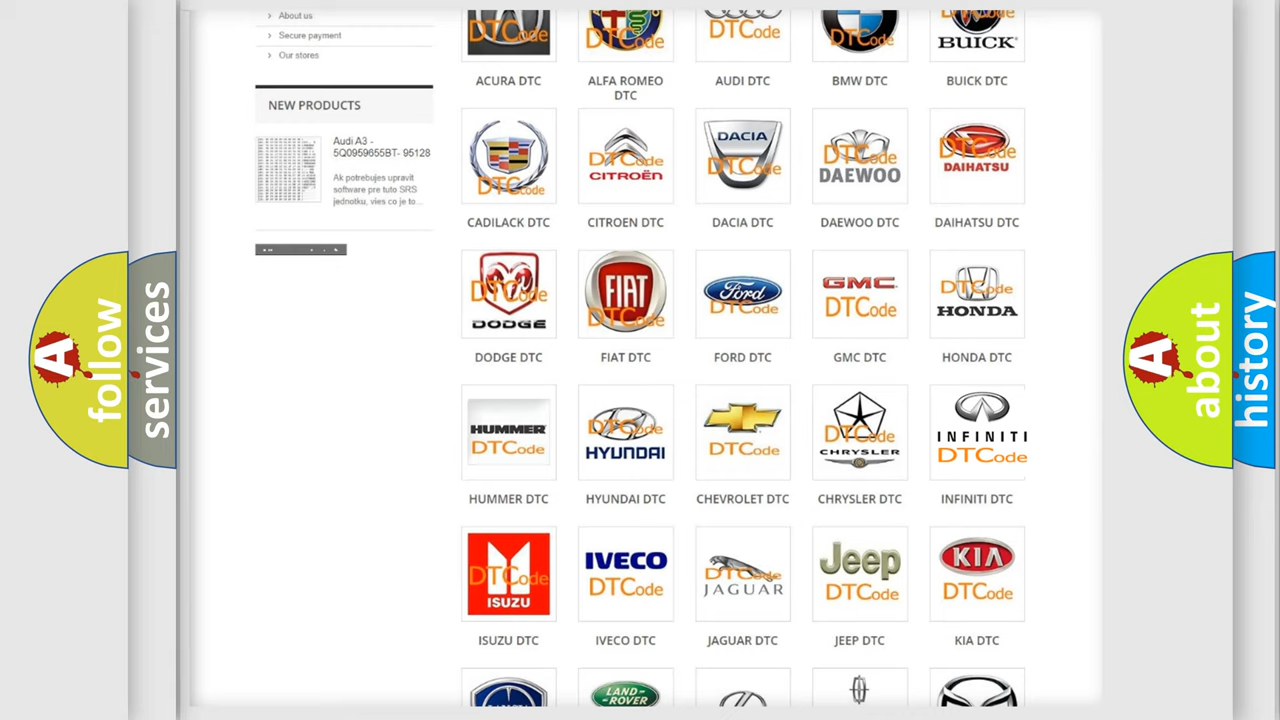 About us
Secure payment
Our stores
NEW PRODUCTS
Audi A3 -
5Q0959655BT- 95128
Ak potrebujes upravit
software pre tuto SRS
jednotku, vies co je to...
DTCode
DTCode
DTCode
DTCode
BUICK
ACURA DTC
ALFA ROMEO
DTC
AUDI DTC
BMW DTC
BUICK DTC
DTCode
DTCode
CITROËN
DACIA
DTCode
DTCode
DAEWOO
DTCode
DAIHATSU
CADILACK DTC
CITROEN DTC
DACIA DTC
DAEWOO DTC
DAIHATSU DTC
DTCode
DODGE
FIAT
DTCode
Ford
DTCode
GMC
DTCode
DTCode
HONDA
DODGE DTC
FIAT DTC
FORD DTC
GMC DTC
HONDA DTC
HUMMER
DTCode
DTCode
HYUNDAI
DTCode
DTCode
CHRYSLER
INFINITI
DTCode
HUMMER DTC
HYUNDAI DTC
CHEVROLET DTC
CHRYSLER DTC
INFINITI DTC
DTCode
ISUZU
IVECO
DTCode
DTCode
JAGUAR
Jeep
DTCode
KIA
DTCode
ISUZU DTC
IVECO DTC
JAGUAR DTC
JEEP DTC
KIA DTC
LAND-
ROVER
A
follow
services
A
about
history